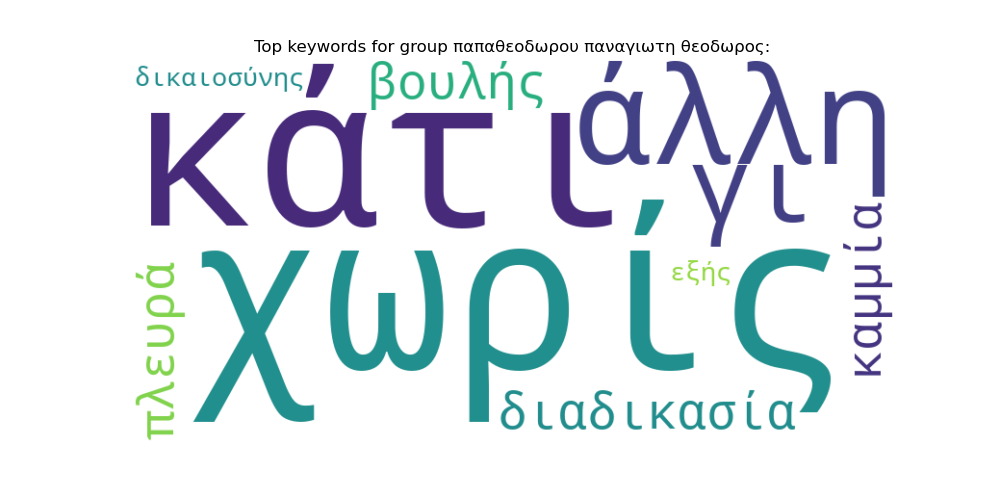 Top keywords for group παπαθεοδωρου παναγιωτη θεοδωρος:
δικαιοσύνης
βουλής
κάτι
άλλη
γι
καμμία
εξής
χωρίς
πλευρά
διαδικασία